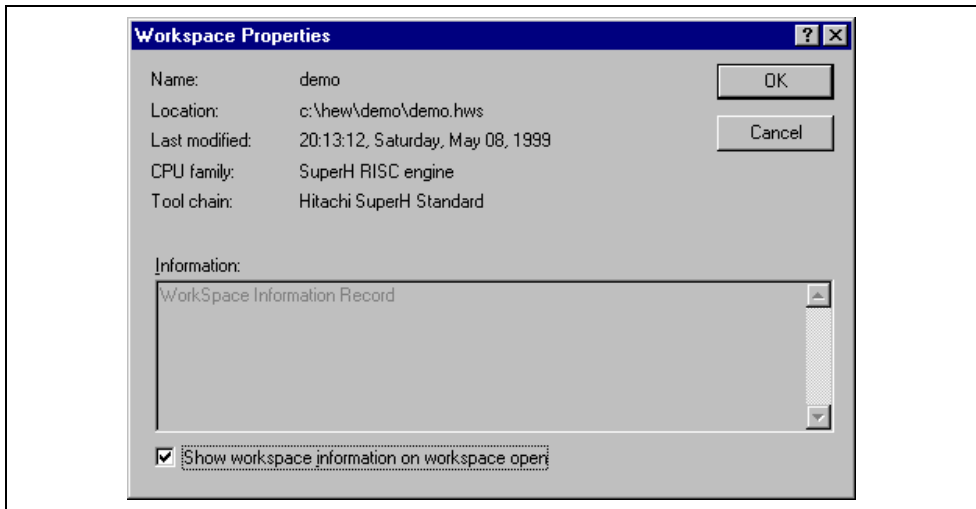 Workspace Properties
Name: demo
OK
Location: c:\hew\demo\demo.hws
Last modified: 20:13:12, Saturday, May 08, 1999
Cancel
CPU family: SuperH RISC engine
Tool chain: Hitachi SuperH Standard
Information:
WorkSpace Information Record
Show workspace information on workspace open